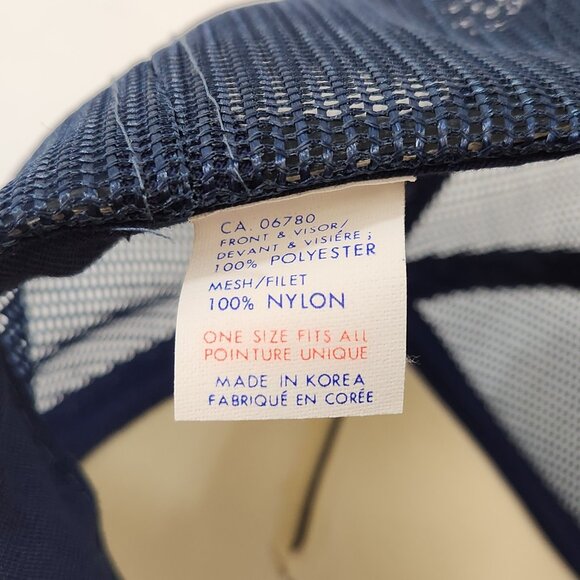 CA. 06780
FRONT & VISOR/
DEVANT & VISIÈRE ;
100% POLYESTER
MESH/FILET
100% NYLON
ONE SIZE FITS ALL
POINTURE UNIQUE
MADE IN KOREA
FABRIQUÉ EN CORÉE